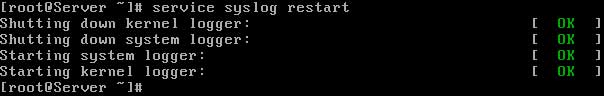 [root@Server ~]# service syslog restart
Shutting down kernel logger: [ OK ]
Shutting down system logger: [ OK ]
Starting system logger: [ OK ]
Starting kernel logger: [ OK ]
[root@Server ~]#